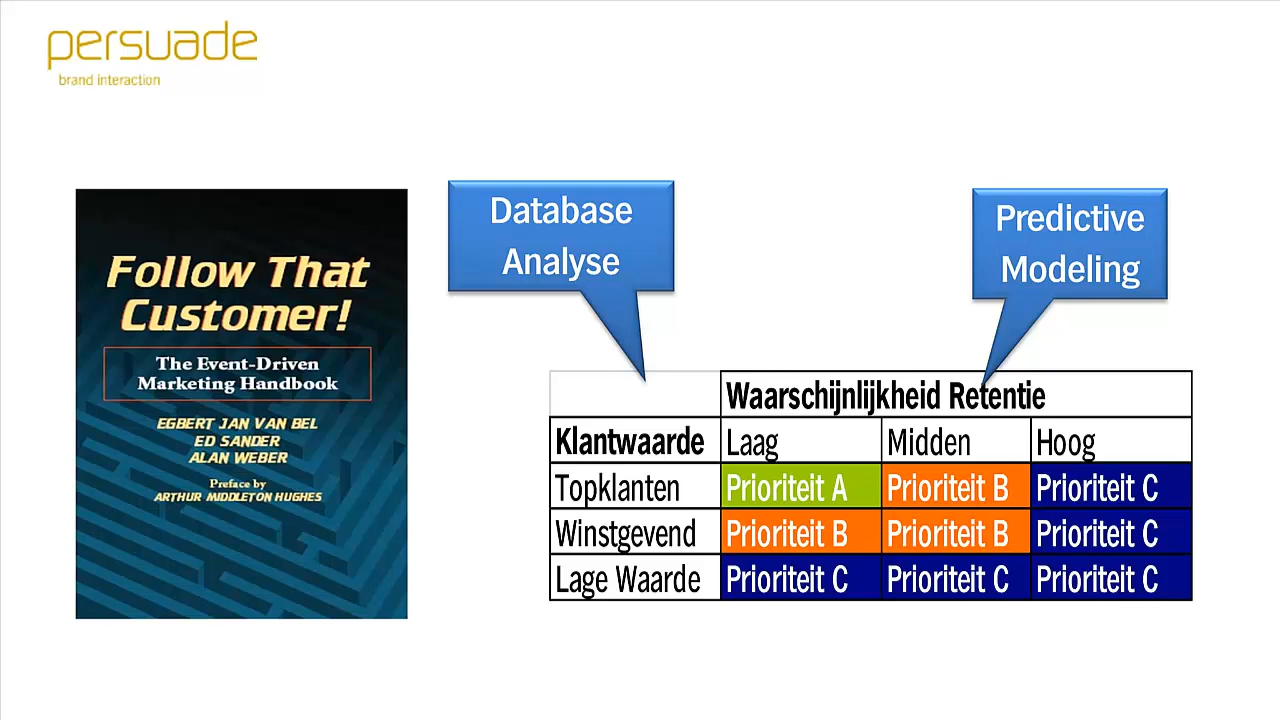 persuade
brand interaction
Follow That
Customer!
The Event-Driven
Marketing Handbook
EGBERT JAN VAN BEL
ED SANDER
ALAN WEBER
Preface by
ARTHUR MIDDLETON HUGHES
Database
Analyse
Predictive
Modeling
Waarschijnlijkheid Retentie
Klantwaarde Laag Midden Hoog
Topklanten Prioriteit A Prioriteit B Prioriteit C
Winstgevend Prioriteit B Prioriteit B Prioriteit C
Lage Waarde Prioriteit C Prioriteit C Prioriteit C